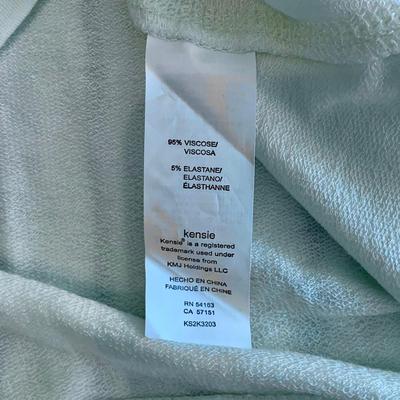 95% VISCOSE/
VISCOSA
5% ELASTANE/
ELASTANO/
ÉLASTHANNE
kensie
Kensie® is a registered
trademark used under
license from
KMJ Holdings LLC
HECHO EN CHINA
FABRIQUÉ EN CHINE
RN 54163
CA 57151
KS2K3203